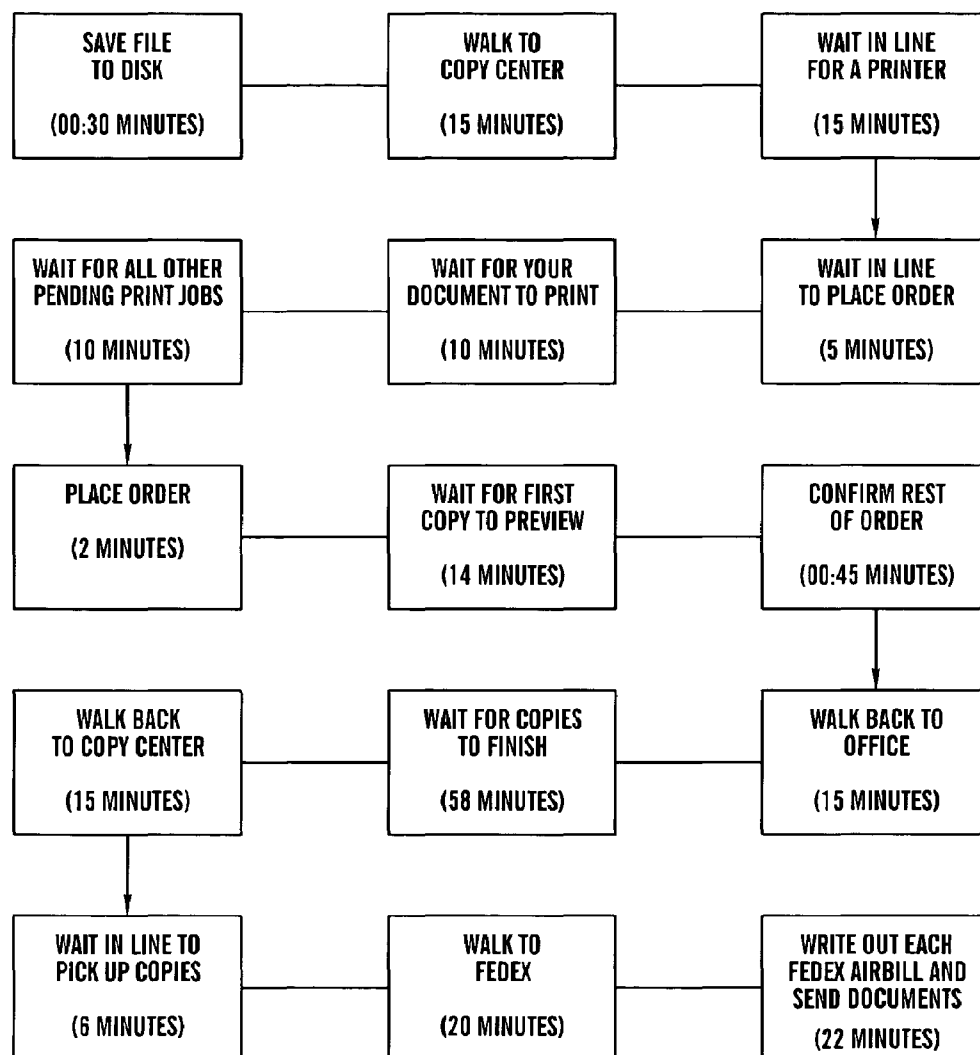 SAVE FILE
TO DISK
(00:30 MINUTES)
WALK TO
COPY CENTER
(15 MINUTES)
WAIT IN LINE
FOR A PRINTER
(15 MINUTES)
WAIT FOR ALL OTHER
PENDING PRINT JOBS
(10 MINUTES)
WAIT FOR YOUR
DOCUMENT TO PRINT
(10 MINUTES)
WAIT IN LINE
TO PLACE ORDER
(5 MINUTES)
PLACE ORDER
(2 MINUTES)
WAIT FOR FIRST
COPY TO PREVIEW
(14 MINUTES)
CONFIRM REST
OF ORDER
(00:45 MINUTES)
WALK BACK
TO COPY CENTER
(15 MINUTES)
WAIT FOR COPIES
TO FINISH
(58 MINUTES)
WALK BACK TO
OFFICE
(15 MINUTES)
WAIT IN LINE TO
PICK UP COPIES
(6 MINUTES)
WALK TO
FEDEX
(20 MINUTES)
WRITE OUT EACH
FEDEX AIRBILL AND
SEND DOCUMENTS
(22 MINUTES)